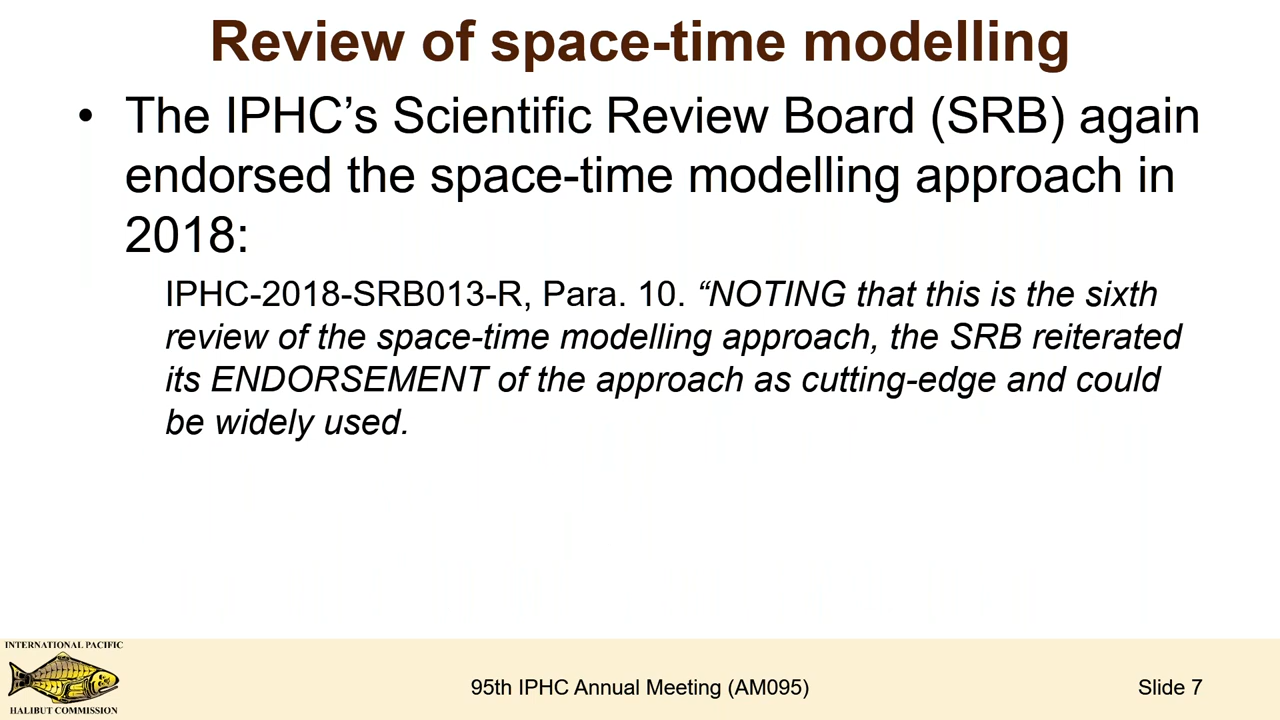 Review of space-time modelling
• The IPHC’s Scientific Review Board (SRB) again
endorsed the space-time modelling approach in
2018:
IPHC-2018-SRB013-R, Para. 10. “NOTING that this is the sixth
review of the space-time modelling approach, the SRB reiterated
its ENDORSEMENT of the approach as cutting-edge and could
be widely used.
INTERNATIONAL PACIFIC
HALIBUT COMMISSION
95th IPHC Annual Meeting (AM095)
Slide 7